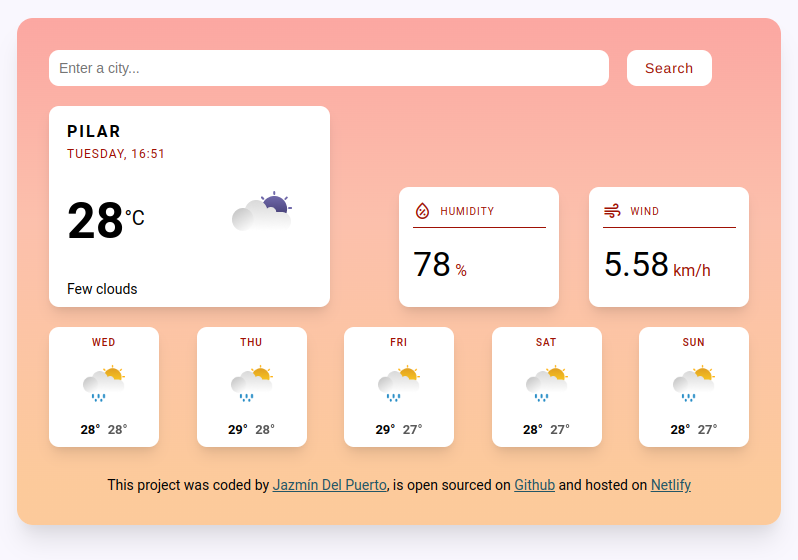 Enter a city...
Search
PILAR
TUESDAY, 16:51
28°C
Few clouds
HUMIDITY
78 %
WIND
5.58 km/h
WED
28° 28°
THU
29° 28°
FRI
29° 27°
SAT
28° 27°
SUN
28° 27°
This project was coded by Jazmín Del Puerto, is open sourced on Github and hosted on Netlify